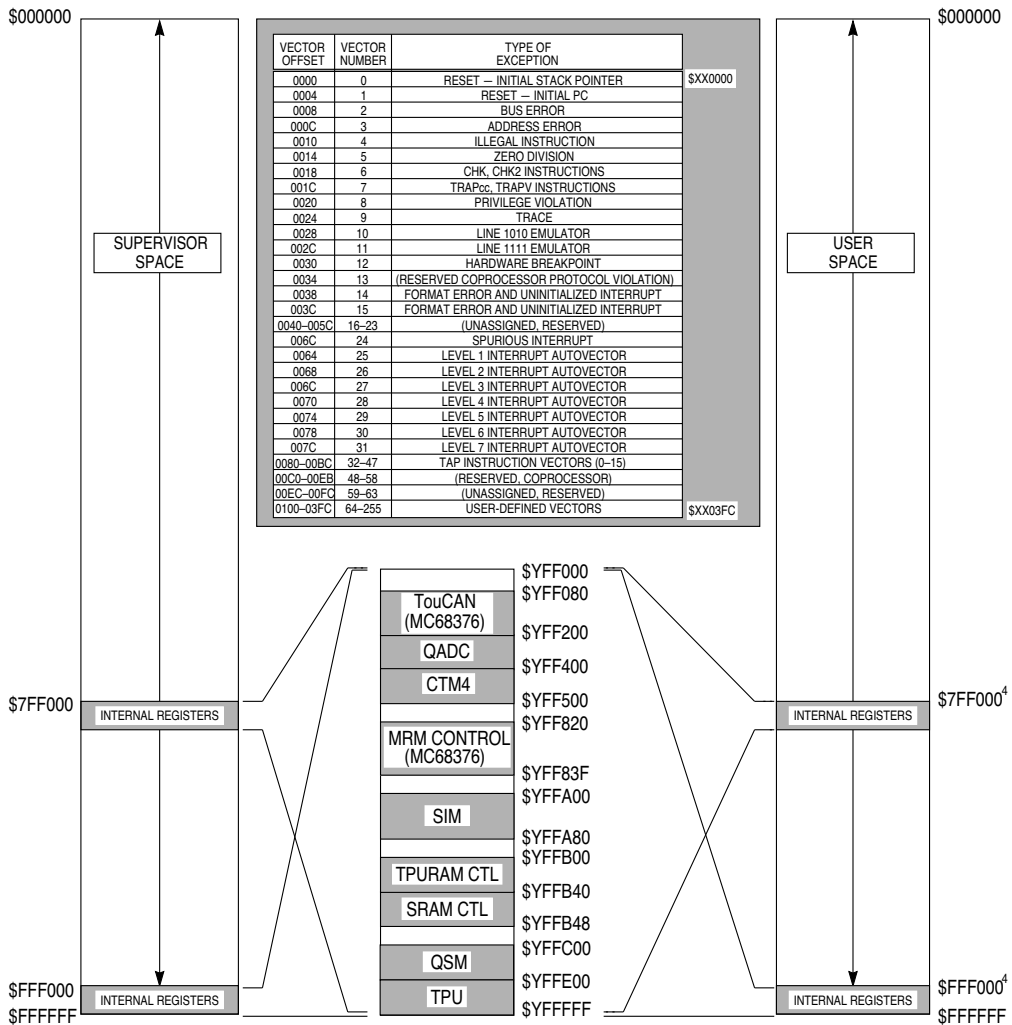 $000000
$000000
VECTOR OFFSET VECTOR NUMBER TYPE OF EXCEPTION
0000 0 RESET — INITIAL STACK POINTER $XX0000
0004 1 RESET — INITIAL PC
0008 2 BUS ERROR
000C 3 ADDRESS ERROR
0010 4 ILLEGAL INSTRUCTION
0014 5 ZERO DIVISION
0018 6 CHK, CHK2 INSTRUCTIONS
001C 7 TRAPcc, TRAPV INSTRUCTIONS
0020 8 PRIVILEGE VIOLATION
0024 9 TRACE
0028 10 LINE 1010 EMULATOR
002C 11 LINE 1111 EMULATOR
0030 12 HARDWARE BREAKPOINT
0034 13 (RESERVED COPROCESSOR PROTOCOL VIOLATION)
0038 14 FORMAT ERROR AND UNINITIALIZED INTERRUPT
003C 15 FORMAT ERROR AND UNINITIALIZED INTERRUPT
0040–005C 16–23 (UNASSIGNED, RESERVED)
006C 24 SPURIOUS INTERRUPT
0064 25 LEVEL 1 INTERRUPT AUTOVECTOR
0068 26 LEVEL 2 INTERRUPT AUTOVECTOR
006C 27 LEVEL 3 INTERRUPT AUTOVECTOR
0070 28 LEVEL 4 INTERRUPT AUTOVECTOR
0074 29 LEVEL 5 INTERRUPT AUTOVECTOR
0078 30 LEVEL 6 INTERRUPT AUTOVECTOR
007C 31 LEVEL 7 INTERRUPT AUTOVECTOR
0080–00BC 32–47 TAP INSTRUCTION VECTORS (0–15)
00C0–00EB 48–58 (RESERVED, COPROCESSOR)
00EC–00FC 59–63 (UNASSIGNED, RESERVED)
0100–03FC 64–255 USER-DEFINED VECTORS $XX03FC
SUPERVISOR
SPACE
USER
SPACE
$YFF000
$YFF080
TouCAN
(MC68376)
$YFF200
QADC
$YFF400
CTM4
$YFF500
$YFF820
MRM CONTROL
(MC68376)
$YFF83F
$YFFA00
SIM
$YFFA80
$YFFB00
TPURAM CTL
$YFFB40
SRAM CTL
$YFFB48
$YFFC00
QSM
$YFFE00
TPU
$YFFFFF
$7FF000
INTERNAL REGISTERS
$7FF000⁴
INTERNAL REGISTERS
$FFF000
INTERNAL REGISTERS
$FFFFFF
$FFF000⁴
INTERNAL REGISTERS
$FFFFFF